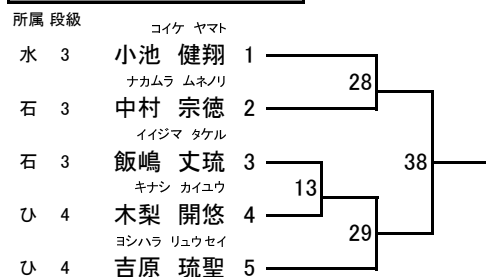 所属 段級
コイケ ヤマト
水 3 小池 健翔 1
28
ナカムラ ムネノリ
石 3 中村 宗徳 2
イイジマ タケル
石 3 飯嶋 丈琉 3
38
13
キナシ カイユウ
ひ 4 木梨 開悠 4
29
ヨシハラ リュウセイ
ひ 4 吉原 琉聖 5